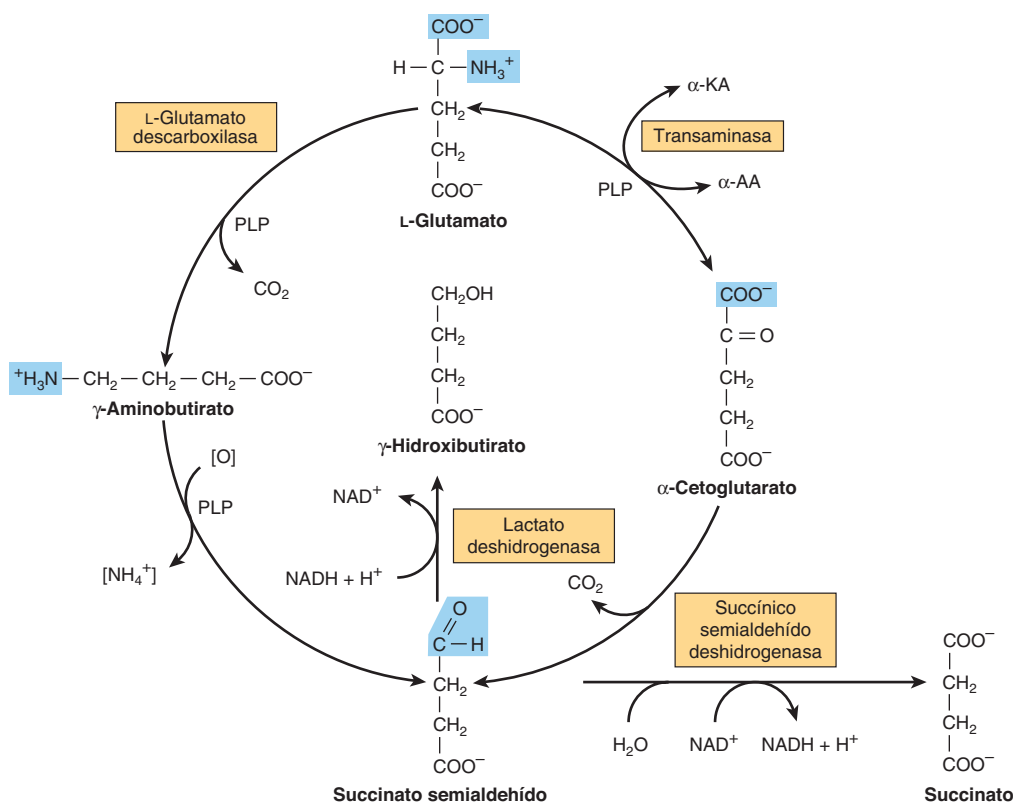 COO⁻
H — C — NH₃⁺
CH₂
CH₂
COO⁻
L-Glutamato
L-Glutamato
descarboxilasa
PLP
CO₂
α-KA
Transaminasa
PLP
α-AA
CH₂OH
CH₂
CH₂
COO⁻
γ-Hidroxibutirato
COO⁻
C = O
CH₂
CH₂
COO⁻
α-Cetoglutarato
⁺H₃N — CH₂ — CH₂ — CH₂ — COO⁻
γ-Aminobutirato
[O]
PLP
[NH₄⁺]
NAD⁺
NADH + H⁺
Lactato
deshidrogenasa
CO₂
Succínico
semialdehído
deshidrogenasa
O
C — H
CH₂
CH₂
COO⁻
Succinato semialdehído
H₂O
NAD⁺
NADH + H⁺
COO⁻
CH₂
CH₂
COO⁻
Succinato